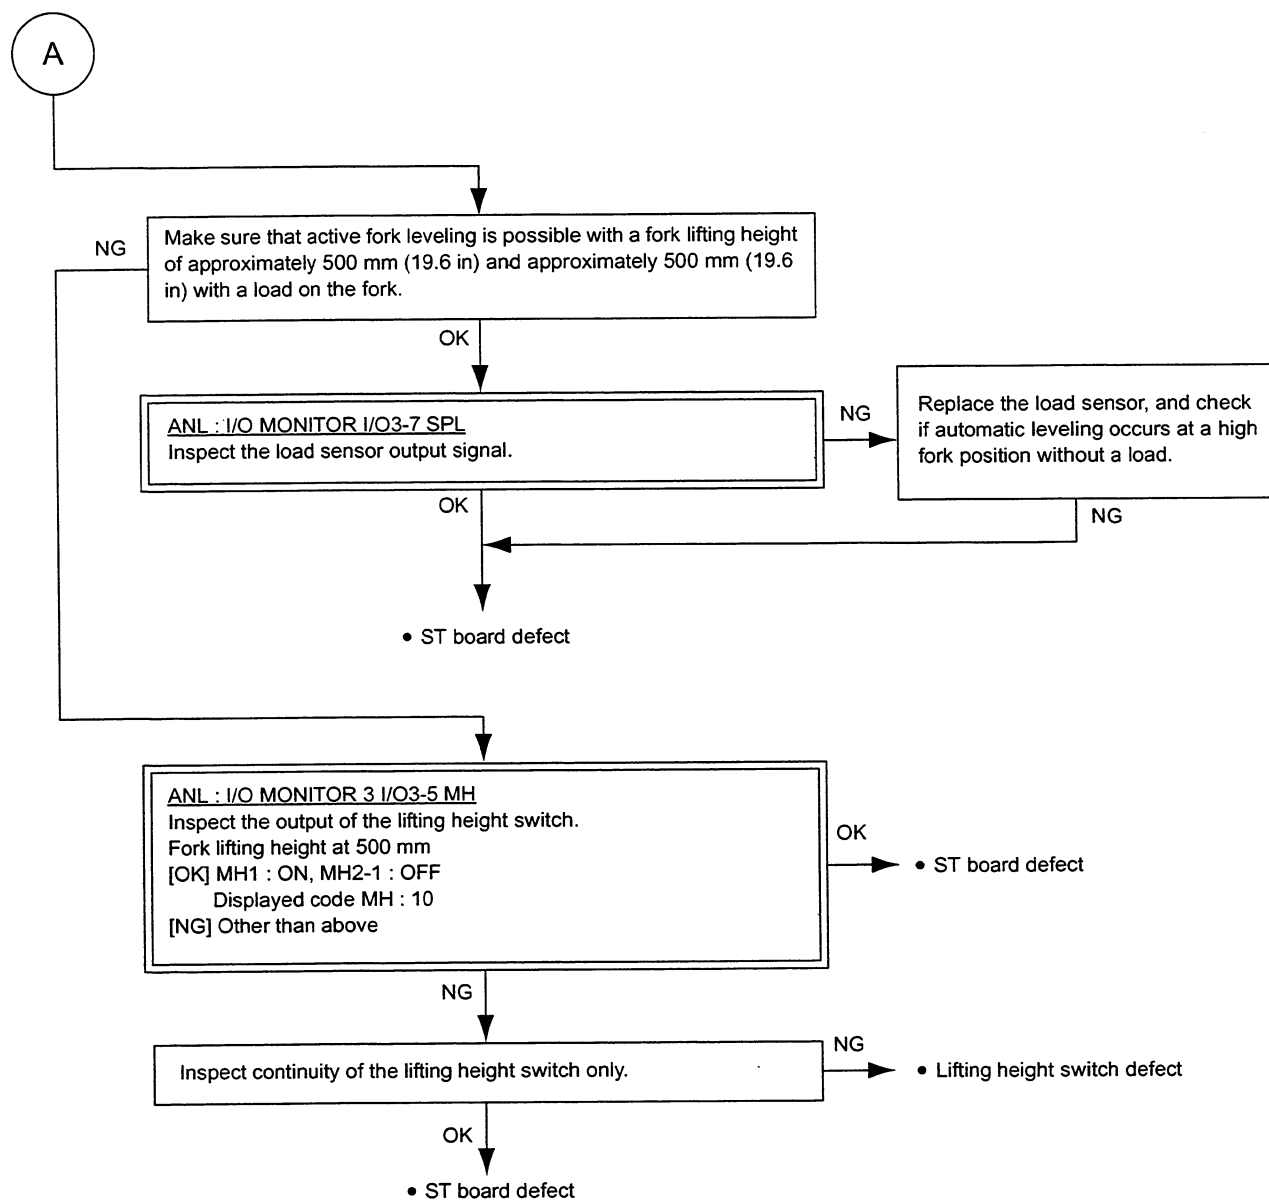 A
NG
Make sure that active fork leveling is possible with a fork lifting height
of approximately 500 mm (19.6 in) and approximately 500 mm (19.6
in) with a load on the fork.
OK
ANL : I/O MONITOR I/O3-7 SPL
Inspect the load sensor output signal.
NG
Replace the load sensor, and check
if automatic leveling occurs at a high
fork position without a load.
OK
NG
• ST board defect
ANL : I/O MONITOR 3 I/O3-5 MH
Inspect the output of the lifting height switch.
Fork lifting height at 500 mm
[OK] MH1 : ON, MH2-1 : OFF
Displayed code MH : 10
[NG] Other than above
OK
• ST board defect
NG
Inspect continuity of the lifting height switch only.
NG
• Lifting height switch defect
OK
• ST board defect